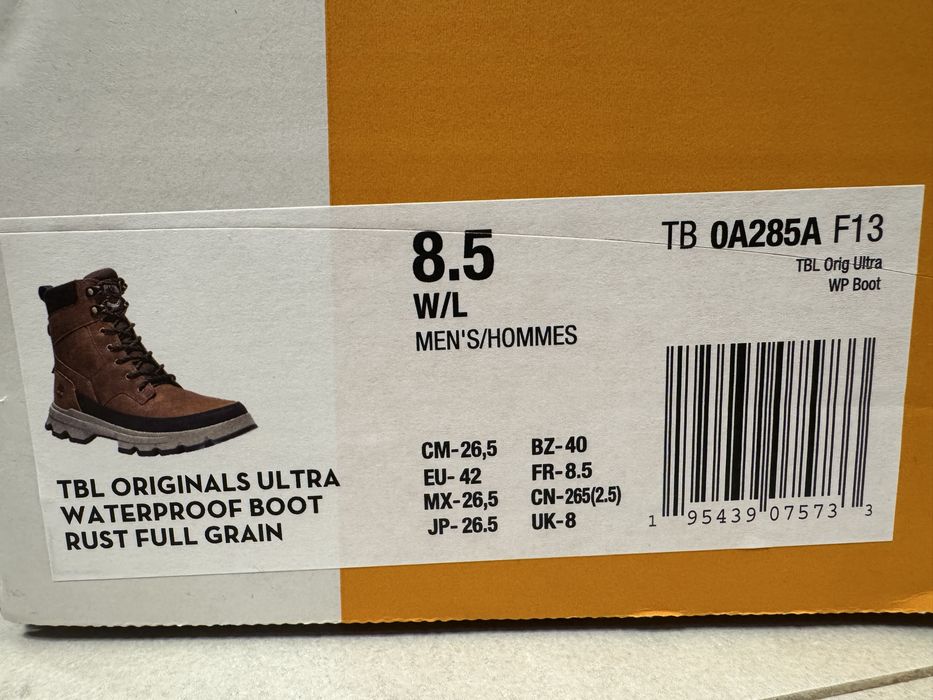 8.5
W/L
MEN'S/HOMMES
TB 0A285A F13
TBL Orig Ultra
WP Boot
TBL ORIGINALS ULTRA
WATERPROOF BOOT
RUST FULL GRAIN
CM-26,5 BZ-40
EU-42 FR-8.5
MX-26,5 CN-265(2.5)
JP-26.5 UK-8
1 95439 07573 3